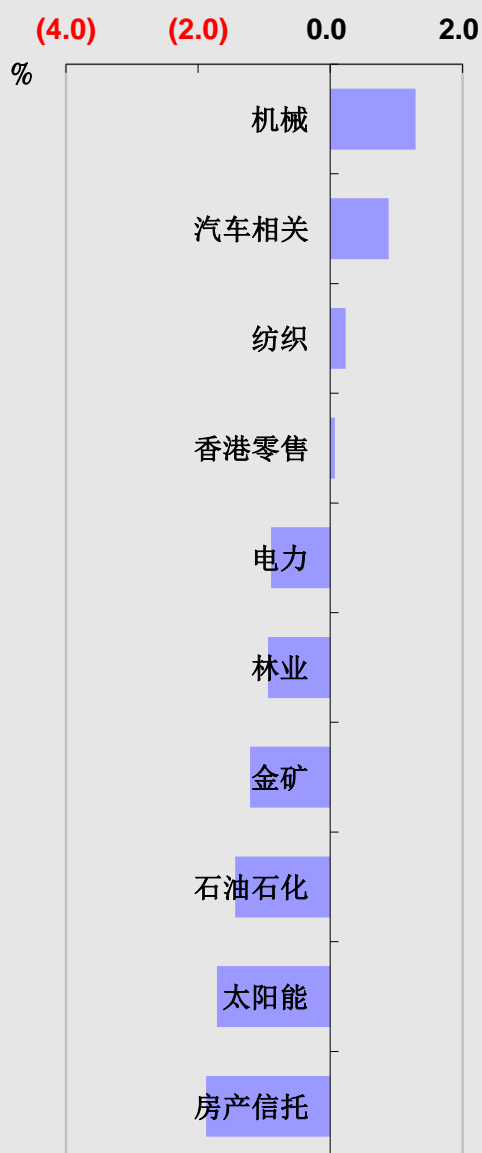 (4.0) (2.0) 0.0 2.0
%
机械
汽车相关
纺织
香港零售
电力
林业
金矿
石油石化
太阳能
房产信托